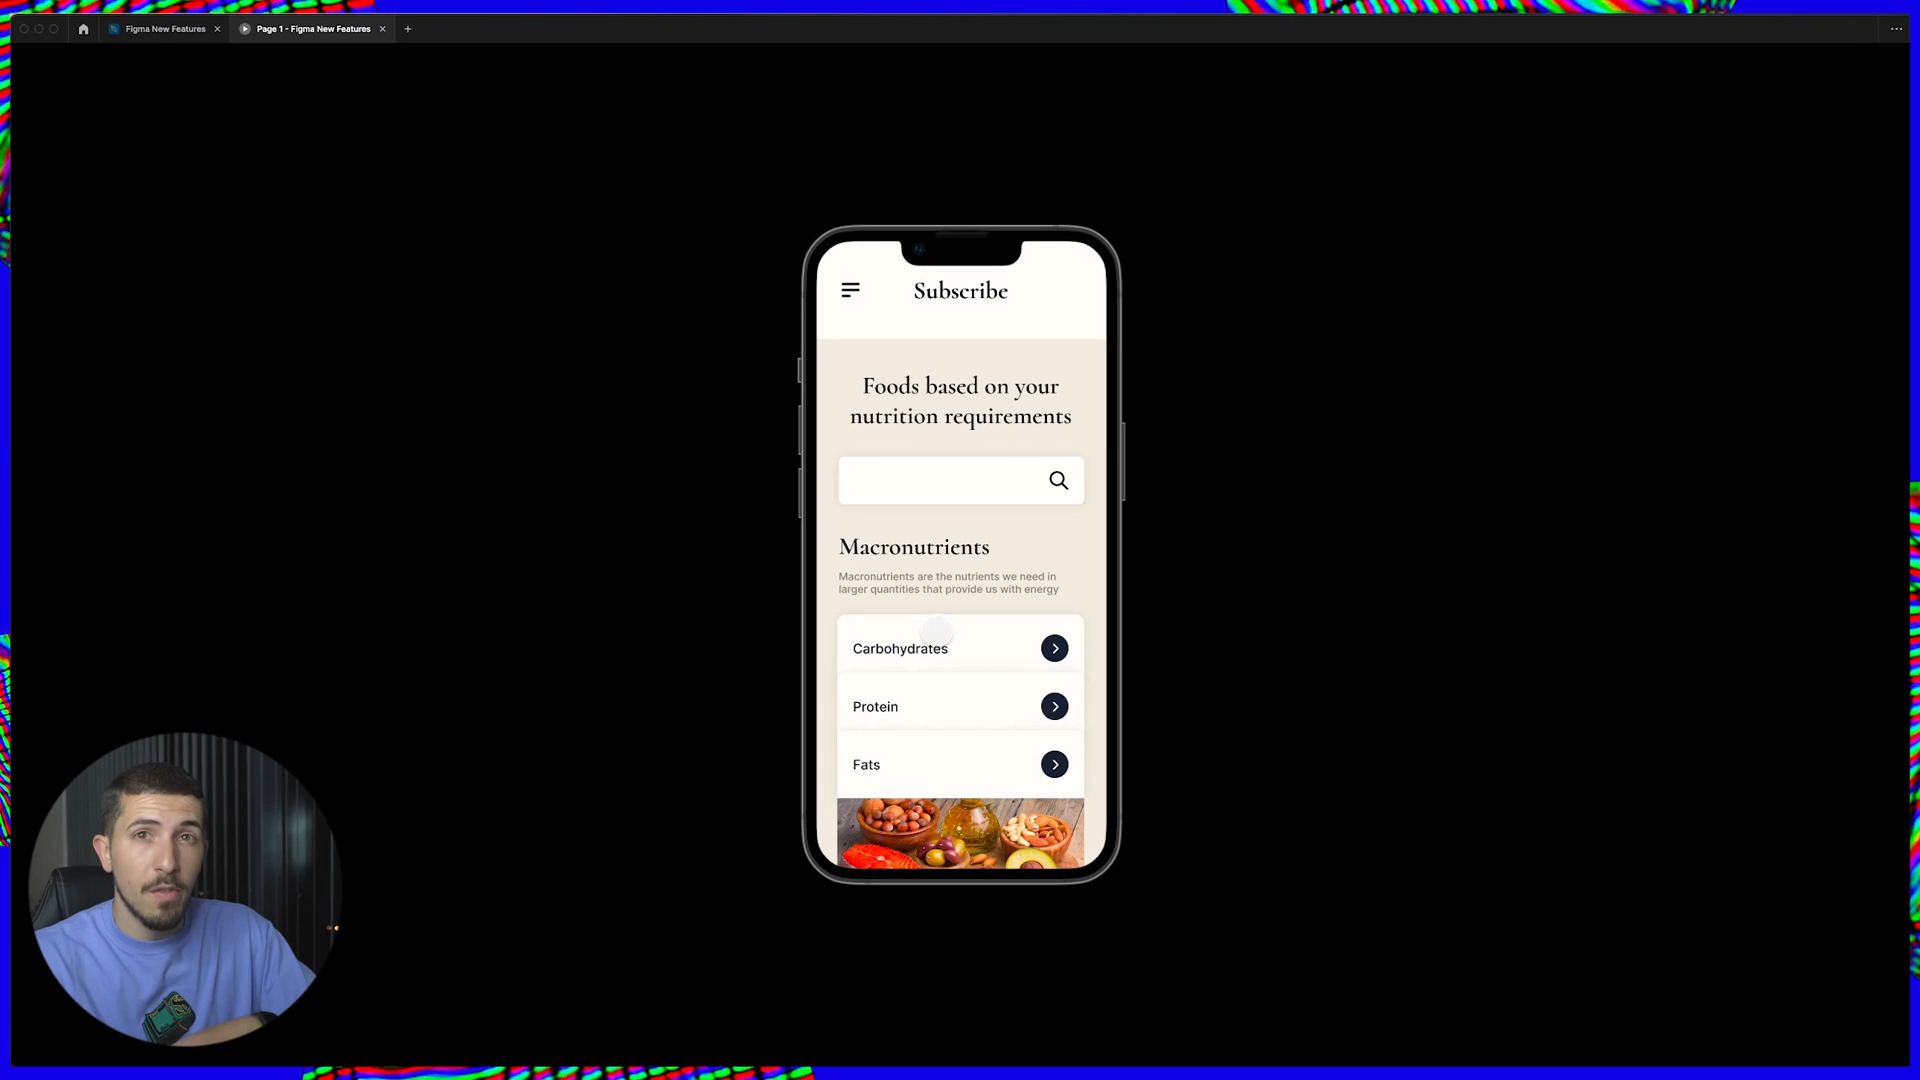 Figma New Features
Page 1 - Figma New Features
Subscribe
Foods based on your
nutrition requirements
Macronutrients
Macronutrients are the nutrients we need in
larger quantities that provide us with energy
Carbohydrates
Protein
Fats